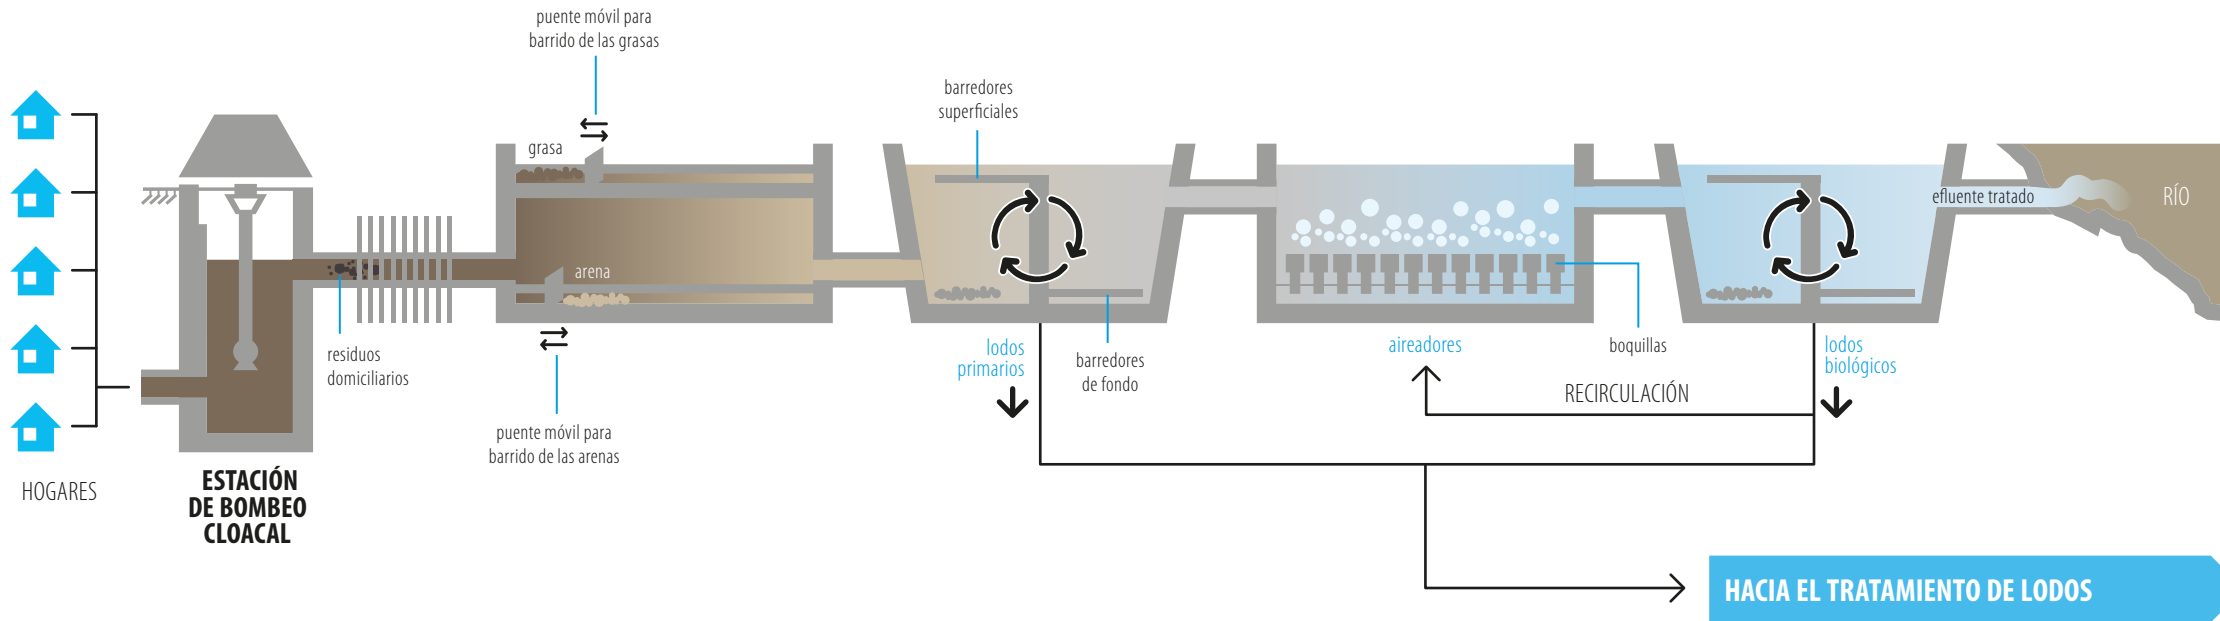 puente móvil para
barrido de las grasas
barredores
superficiales
grasa
arena
efluente tratado
RÍO
residuos
domiciliarios
puente móvil para
barrido de las arenas
lodos
primarios
barredores
de fondo
aireadores
boquillas
lodos
biológicos
RECIRCULACIÓN
HOGARES
ESTACIÓN
DE BOMBEO
CLOACAL
HACIA EL TRATAMIENTO DE LODOS